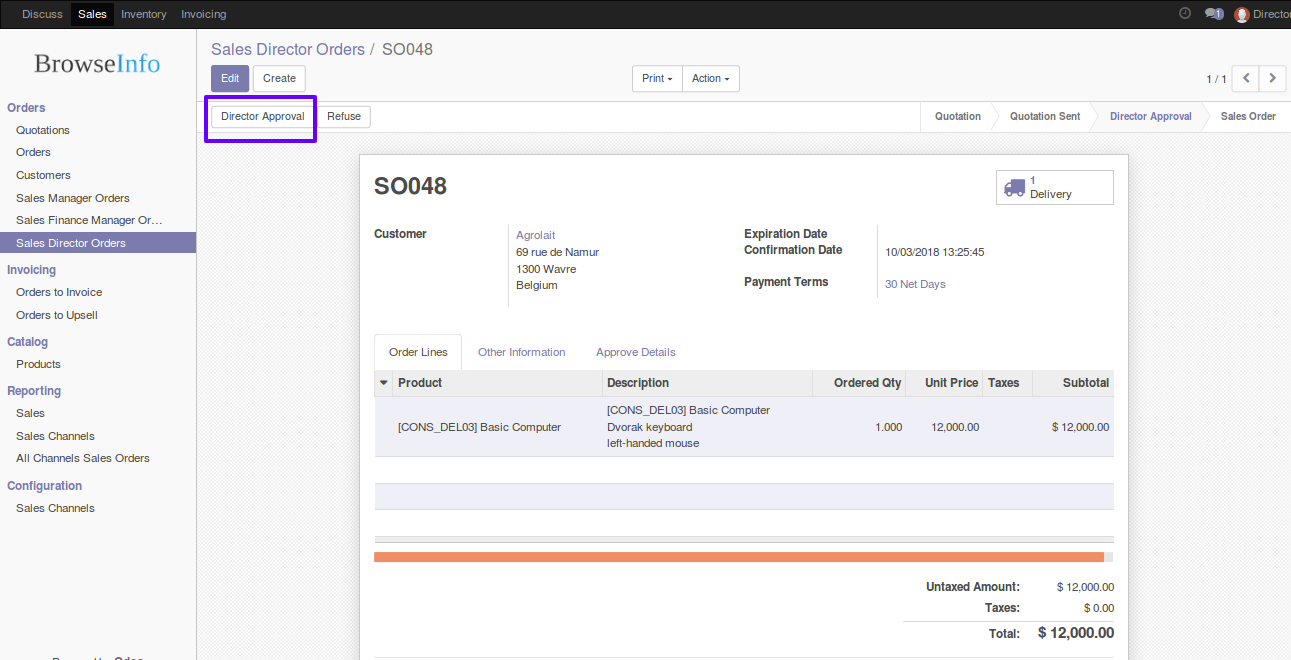 Discuss Sales Inventory Invoicing 1 Director
BrowseInfo
Orders
Quotations
Orders
Customers
Sales Manager Orders
Sales Finance Manager Or...
Sales Director Orders
Invoicing
Orders to Invoice
Orders to Upsell
Catalog
Products
Reporting
Sales
Sales Channels
All Channels Sales Orders
Configuration
Sales Channels
Sales Director Orders / SO048
Edit Create Print Action 1 / 1
Director Approval Refuse Quotation Quotation Sent Director Approval Sales Order
SO048
1
Delivery
Customer
Agrolait
69 rue de Namur
1300 Wavre
Belgium
Expiration Date
Confirmation Date 10/03/2018 13:25:45
Payment Terms 30 Net Days
Order Lines Other Information Approve Details
Product Description Ordered Qty Unit Price Taxes Subtotal
[CONS_DEL03] Basic Computer
[CONS_DEL03] Basic Computer
Dvorak keyboard
left-handed mouse
1.000 12,000.00 $ 12,000.00
Untaxed Amount: $ 12,000.00
Taxes: $ 0.00
Total: $ 12,000.00